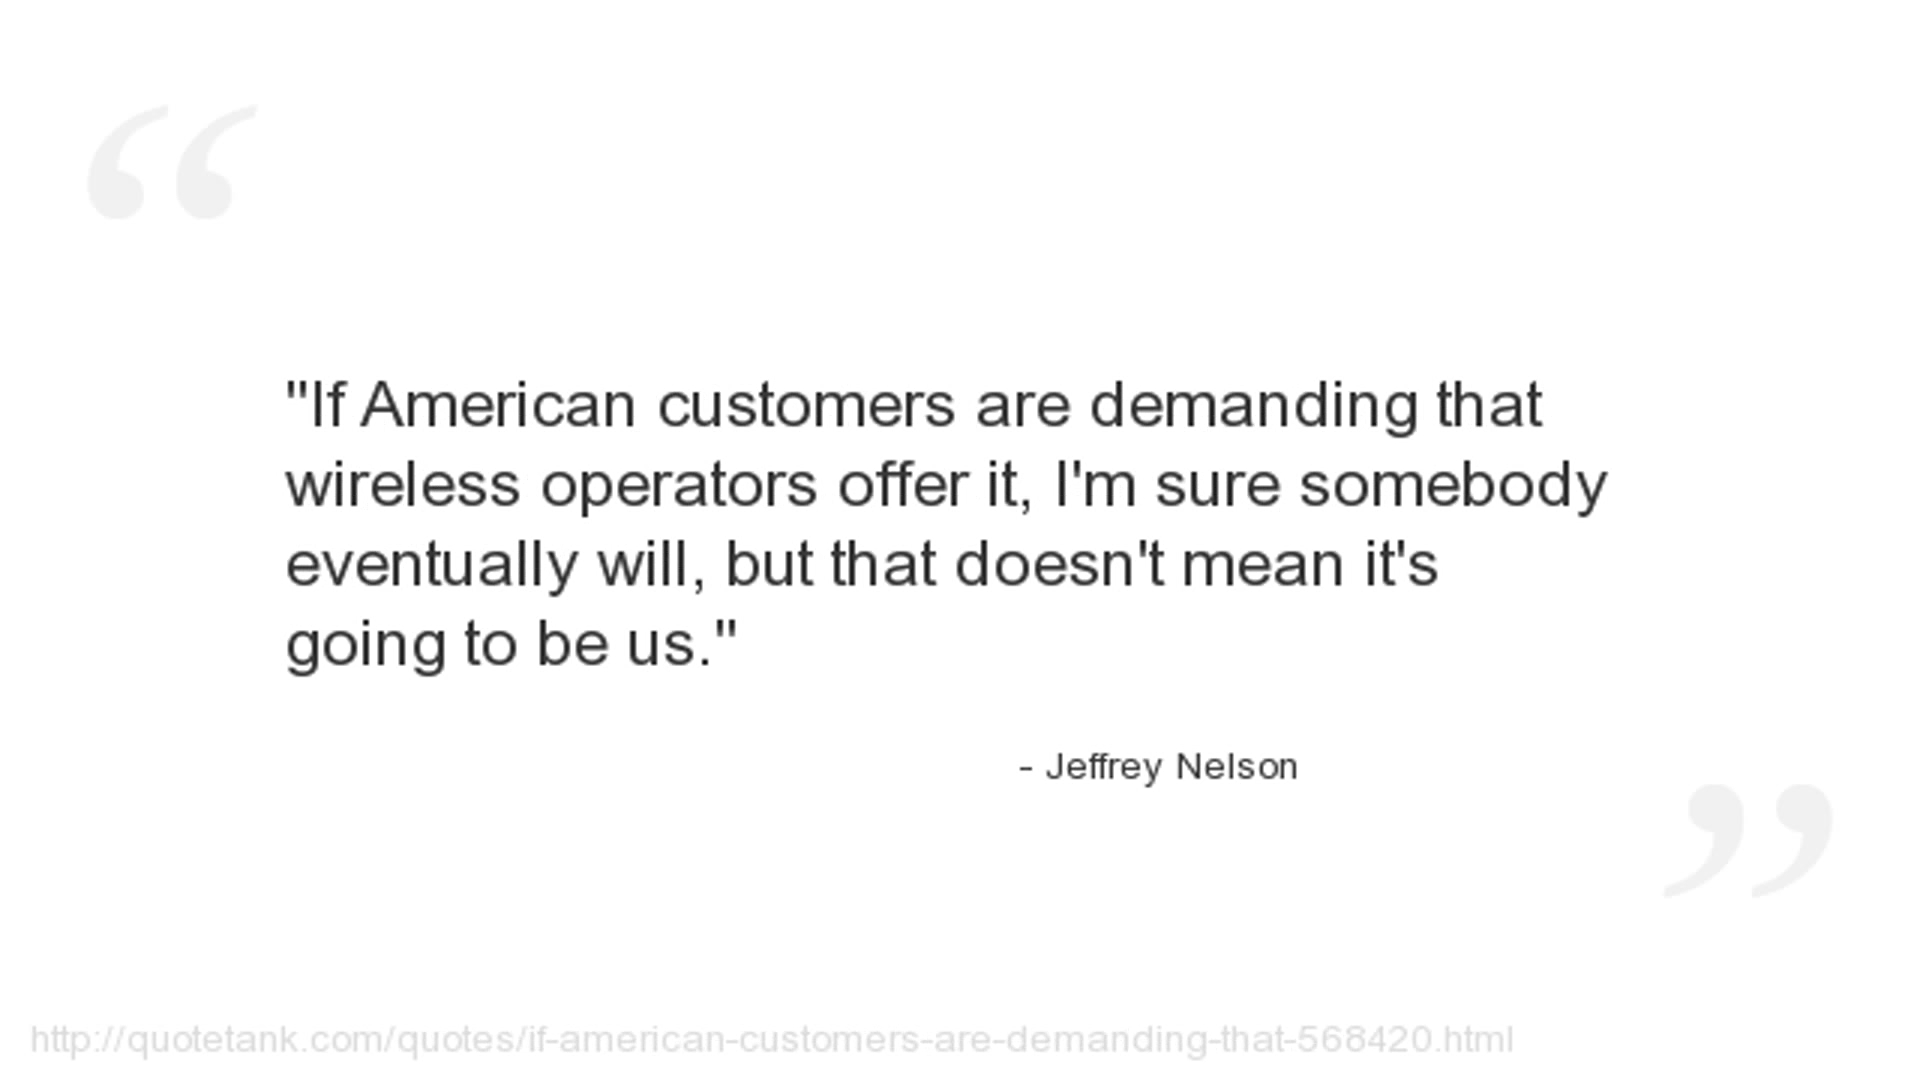 "If American customers are demanding that
wireless operators offer it, I'm sure somebody
eventually will, but that doesn't mean it's
going to be us."
- Jeffrey Nelson
http://quotetank.com/quotes/if-american-customers-are-demanding-that-568420.html